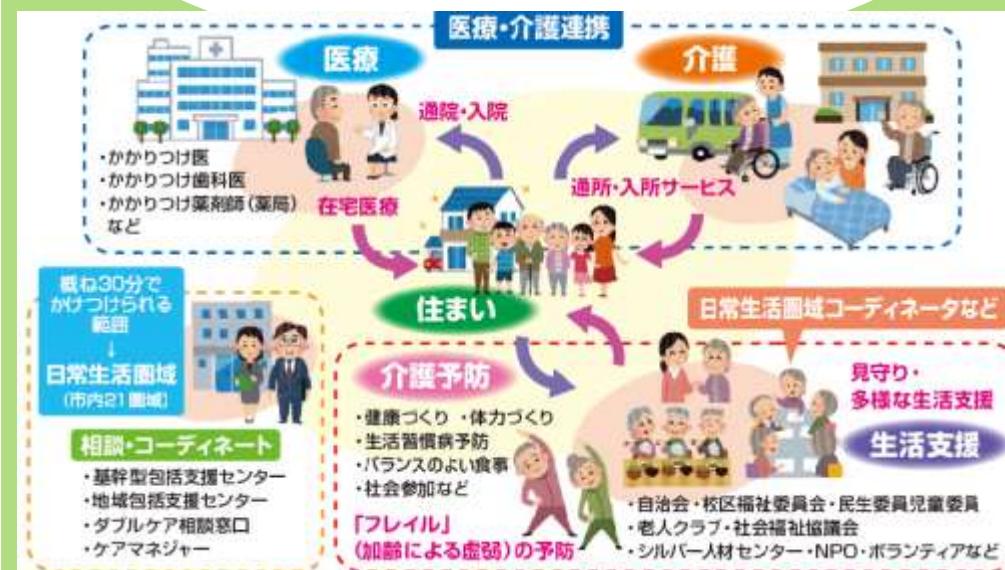 医療・介護連携
医療
介護
通院・入院
・かかりつけ医
・かかりつけ歯科医
・かかりつけ薬剤師(薬局)
など
在宅医療
通所・入所サービス
住まい
概ね30分で
かけつけられる
範囲
↓
日常生活圏域
(市内21圏域)
相談・コーディネート
・基幹型包括支援センター
・地域包括支援センター
・ダブルケア相談窓口
・ケアマネジャー
介護予防
・健康づくり ・体力づくり
・生活習慣病予防
・バランスのよい食事
・社会参加など
「フレイル」
(加齢による虚弱)の予防
日常生活圏域コーディネータなど
見守り・
多様な生活支援
生活支援
・自治会・校区福祉委員会・民生委員児童委員
・老人クラブ・社会福祉協議会
・シルバー人材センター・NPO・ボランティアなど